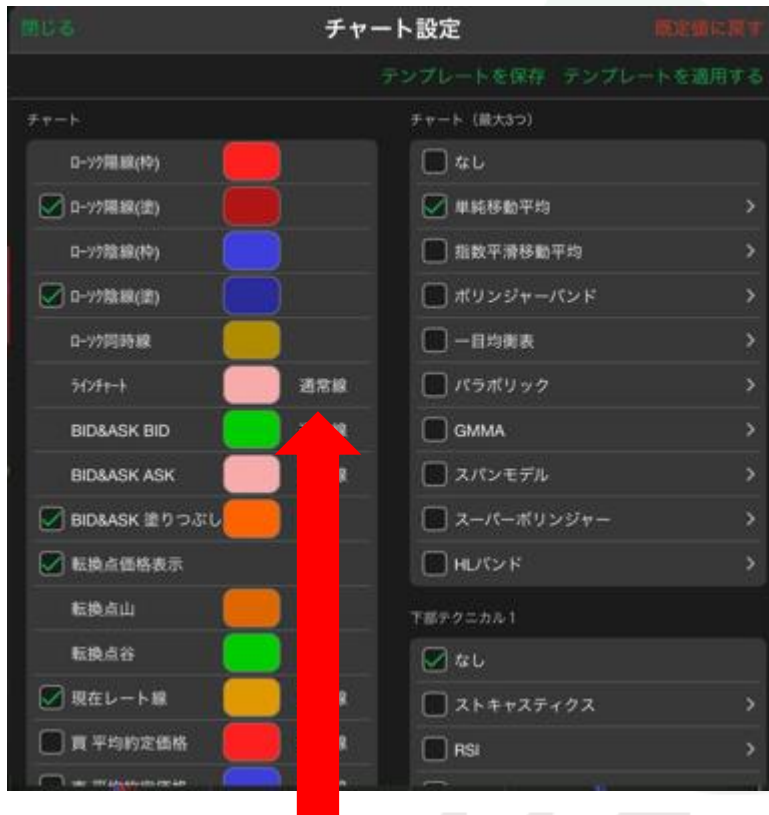 閉じる
チャート設定
既定値に戻す
テンプレートを保存 テンプレートを適用する
チャート
ローソク陽線(枠)
ローソク陽線(塗)
ローソク陰線(枠)
ローソク陰線(塗)
ローソク同時線
ラインチャート 通常線
BID&ASK BID
BID&ASK ASK
BID&ASK 塗りつぶし
転換点価格表示
転換点山
転換点谷
現在レート線
買 平均約定価格
チャート（最大3つ）
なし
単純移動平均
指数平滑移動平均
ボリンジャーバンド
一目均衡表
パラボリック
GMMA
スパンモデル
スーパーボリンジャー
HLバンド
下部テクニカル1
なし
ストキャスティクス
RSI